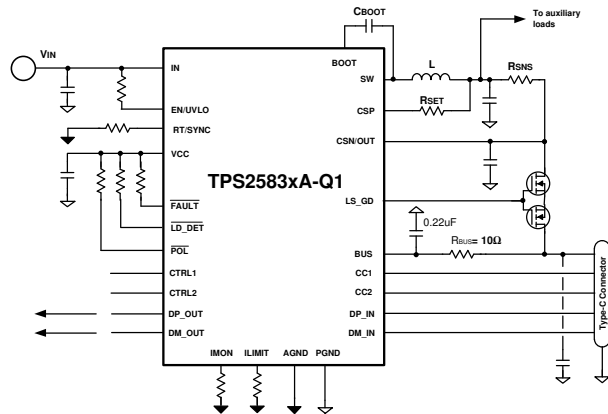 CBOOT
To auxiliary
loads
VIN
BOOT
L
RSNS
IN
SW
CSP
RSET
EN/UVLO
RT/SYNC
CSN/OUT
VCC
TPS2583xA-Q1
FAULT
LS_GD
LD_DET
0.22uF
POL
BUS
RBUS= 10Ω
CTRL1
CC1
CTRL2
CC2
DP_OUT
DP_IN
DM_OUT
DM_IN
Type-C Connector
IMON
ILIMIT
AGND
PGND